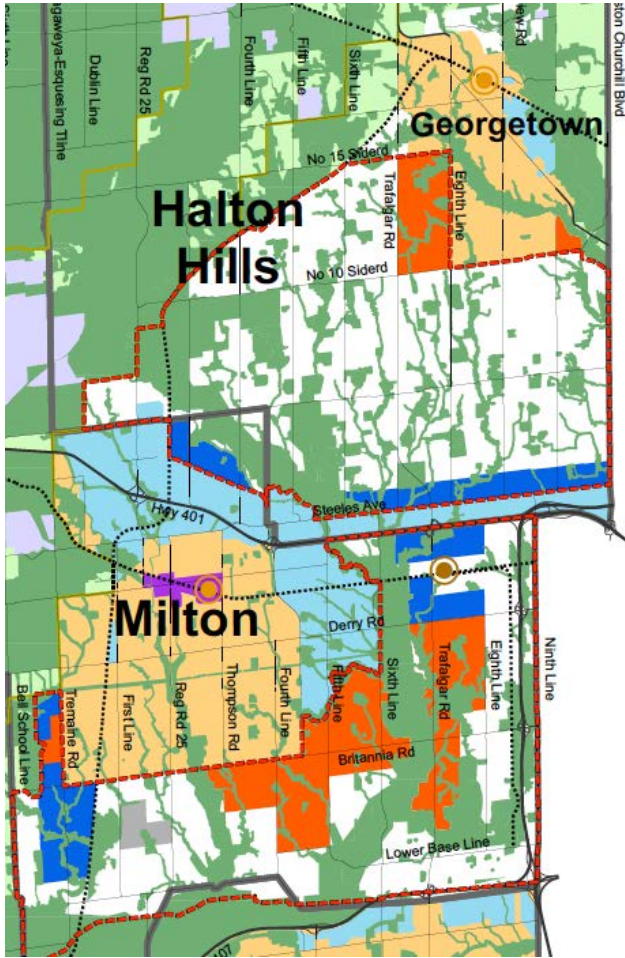 Dublin Line
Reg Rd 25
Fourth Line
Fifth Line
Sixth Line
Georgetown
No 15 Siderd
Halton
Hills
Trafalgar Rd
Eighth Line
No 10 Siderd
Steeles Ave
Hwy 401
Milton
Derry Rd
Bell School Line
Tremaine Rd
First Line
Reg Rd 25
Thompson Rd
Fourth Line
Fifth Line
Sixth Line
Trafalgar Rd
Eighth Line
Ninth Line
Britannia Rd
Lower Base Line